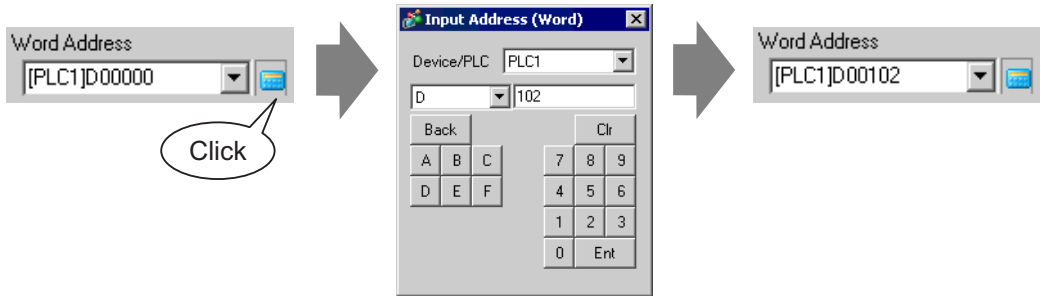 Word Address
[PLC1]D00000
Click
Input Address (Word)
Device/PLC PLC1
D 102
Back Clr
A B C 7 8 9
D E F 4 5 6
1 2 3
0 Ent
Word Address
[PLC1]D00102